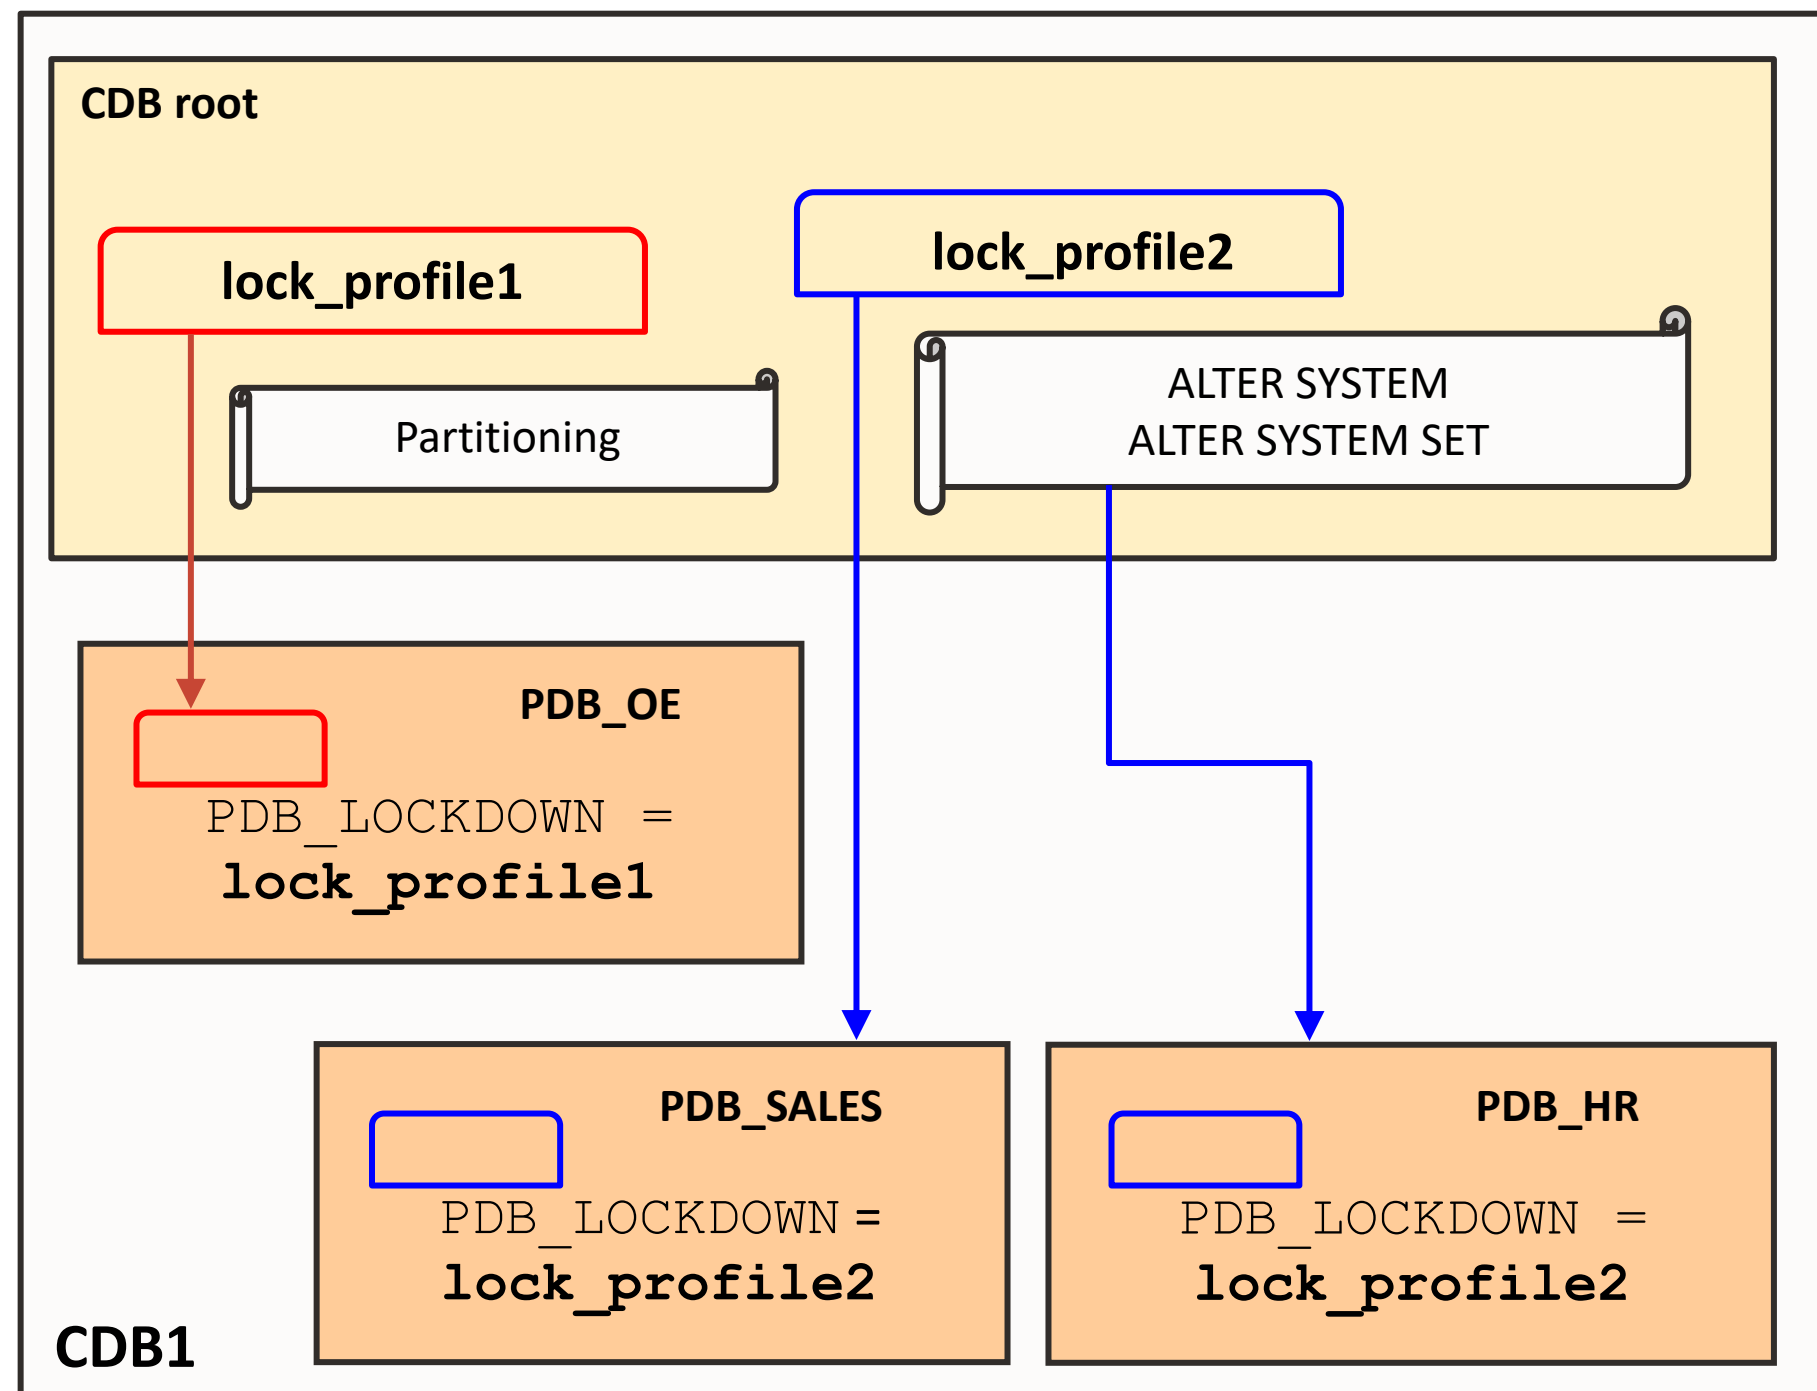 CDB root
lock_profile1
lock_profile2
Partitioning
ALTER SYSTEM
ALTER SYSTEM SET
PDB_OE
PDB_LOCKDOWN =
lock_profile1
PDB_SALES
PDB_LOCKDOWN =
lock_profile2
PDB_HR
PDB_LOCKDOWN =
lock_profile2
CDB1